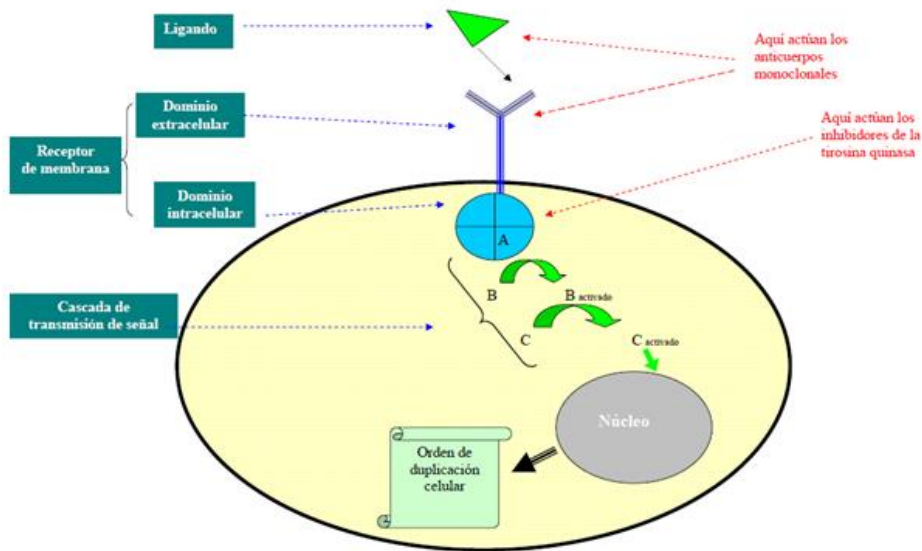 Ligando
Aquí actúan los
anticuerpos
monoclonales
Dominio
extracelular
Aquí actúan los
inhibidores de la
tirosina quinasa
Receptor
de membrana
Dominio
intracelular
A
B
B activado
Cascada de
transmisión de señal
C
C activado
Núcleo
Orden de
duplicación
celular